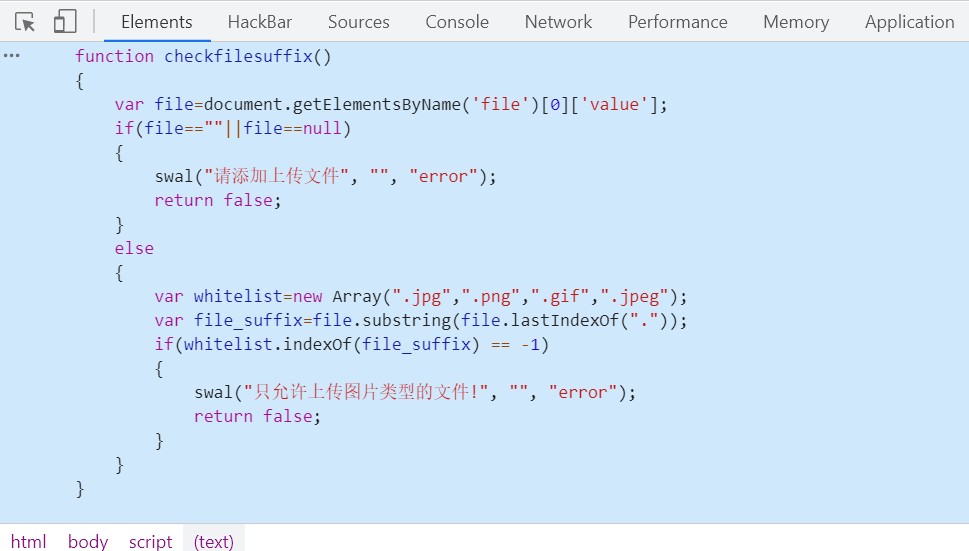 Elements HackBar Sources Console Network Performance Memory Application
... function checkfilesuffix()
{
var file=document.getElementsByName('file')[0]['value'];
if(file==""||file==null)
{
swal("请添加上传文件", "", "error");
return false;
}
else
{
var whitelist=new Array(".jpg",".png",".gif",".jpeg");
var file_suffix=file.substring(file.lastIndexOf("."));
if(whitelist.indexOf(file_suffix) == -1)
{
swal("只允许上传图片类型的文件!", "", "error");
return false;
}
}
}
html body script (text)